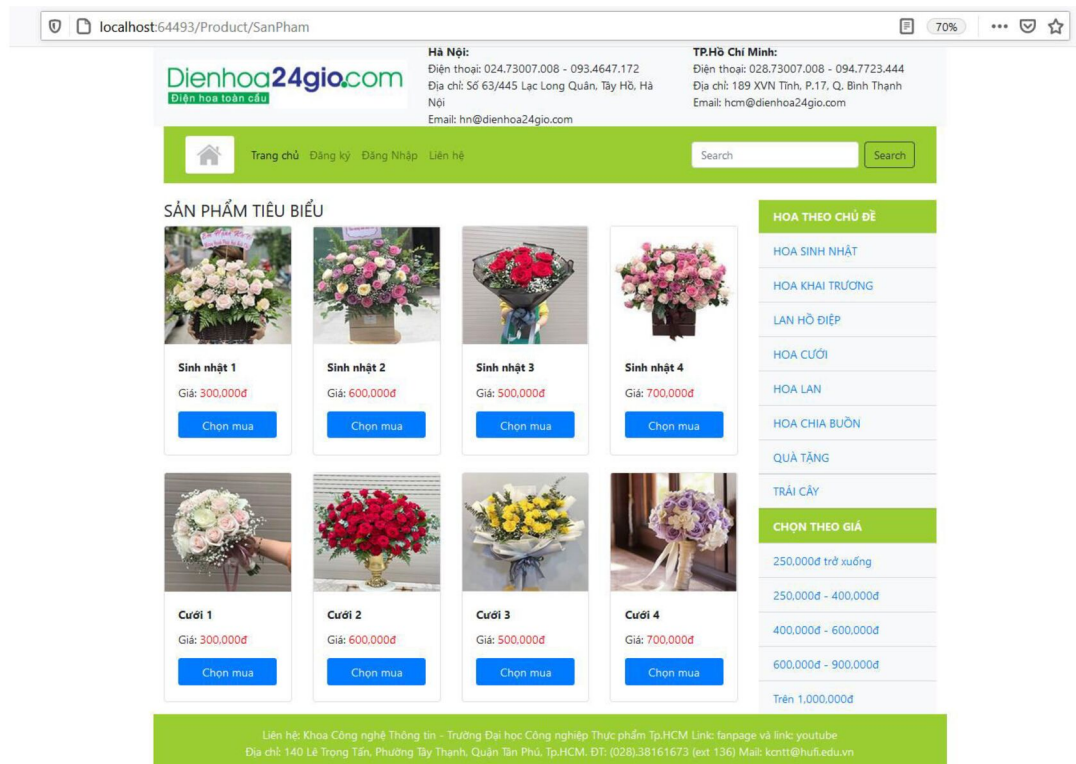 localhost:64493/Product/SanPham
70%
Dienhoa24gio.com
Điện hoa toàn cầu
Hà Nội:
Điện thoại: 024.73007.008 - 093.4647.172
Địa chỉ: Số 63/445 Lạc Long Quân, Tây Hồ, Hà
Nội
Email: hn@dienhoa24gio.com
TP.Hồ Chí Minh:
Điện thoại: 028.73007.008 - 094.7723.444
Địa chỉ: 189 XVN Tĩnh, P.17, Q. Bình Thạnh
Email: hcm@dienhoa24gio.com
Trang chủ Đăng ký Đăng Nhập Liên hệ
Search Search
SẢN PHẨM TIÊU BIỂU
Sinh nhật 1 Sinh nhật 2 Sinh nhật 3 Sinh nhật 4
Giá: 300,000đ Giá: 600,000đ Giá: 500,000đ Giá: 700,000đ
Chọn mua Chọn mua Chọn mua Chọn mua
Cưới 1 Cưới 2 Cưới 3 Cưới 4
Giá: 300,000đ Giá: 600,000đ Giá: 500,000đ Giá: 700,000đ
Chọn mua Chọn mua Chọn mua Chọn mua
HOA THEO CHỦ ĐỀ
HOA SINH NHẬT
HOA KHAI TRƯƠNG
LAN HỒ ĐIỆP
HOA CƯỚI
HOA LAN
HOA CHIA BUỒN
QUÀ TẶNG
TRÁI CÂY
CHỌN THEO GIÁ
250,000đ trở xuống
250,000đ - 400,000đ
400,000đ - 600,000đ
600,000đ - 900,000đ
Trên 1,000,000đ
Liên hệ: Khoa Công nghệ Thông tin - Trường Đại học Công nghiệp Thực phẩm Tp.HCM Link: fanpage và link: youtube
Địa chỉ: 140 Lê Trọng Tấn, Phường Tây Thạnh, Quận Tân Phú, Tp.HCM. ĐT: (028).38161673 (ext 136) Mail: kcntt@hufi.edu.vn